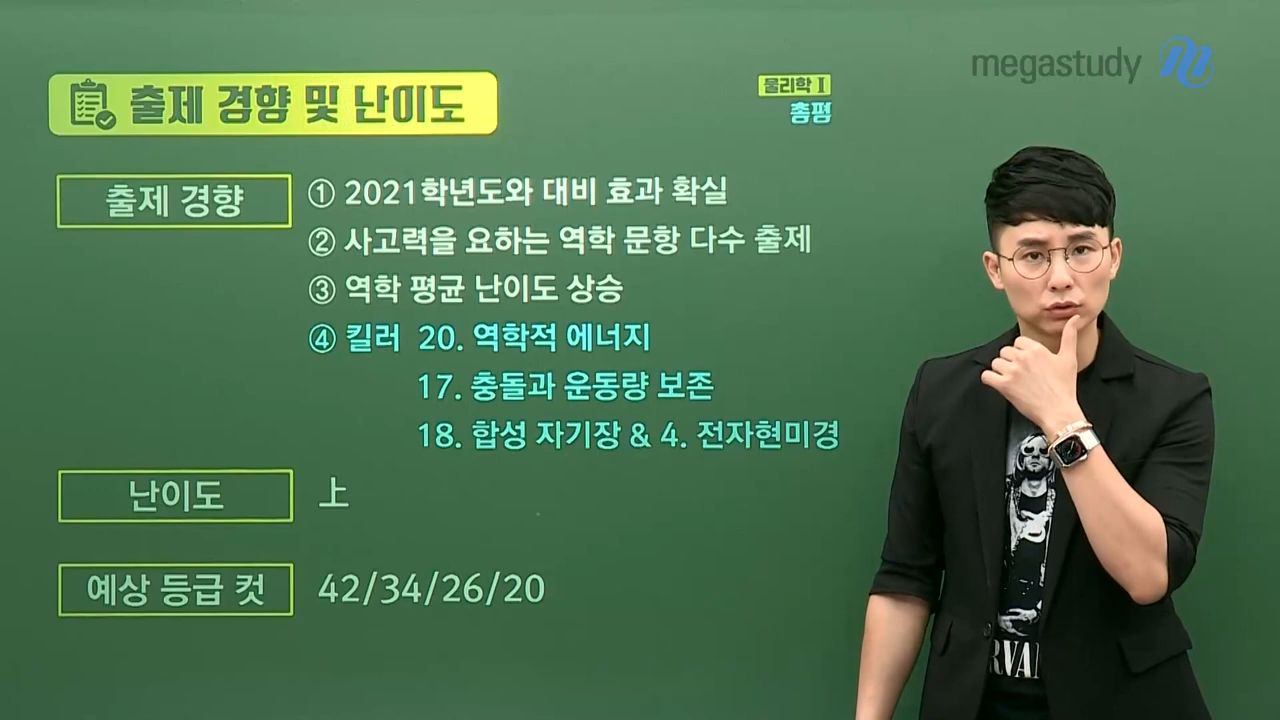 megastudy
출제 경향 및 난이도
물리학 I
총평
출제 경향
① 2021학년도와 대비 효과 확실
② 사고력을 요하는 역학 문항 다수 출제
③ 역학 평균 난이도 상승
④ 킬러 20. 역학적 에너지
17. 충돌과 운동량 보존
18. 합성 자기장 & 4. 전자현미경
난이도
上
예상 등급 컷
42/34/26/20
RVAN